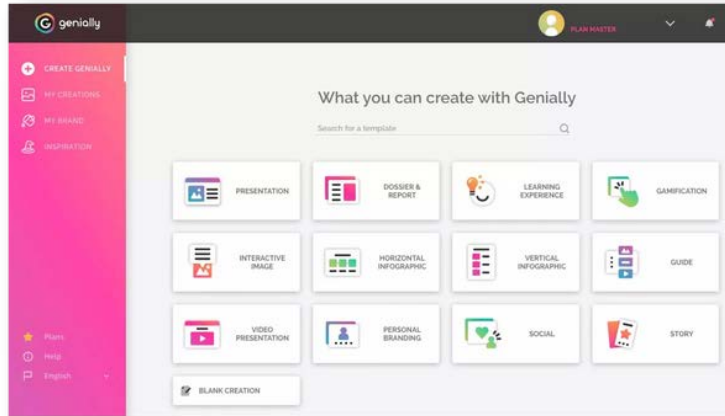 genially
PLAN MASTER
CREATE GENIALLY
MY CREATIONS
MY BRAND
INSPIRATION
Plans
Help
English
What you can create with Genially
Search for a template
PRESENTATION
DOSSIER &
REPORT
LEARNING
EXPERIENCE
GAMIFICATION
INTERACTIVE
IMAGE
HORIZONTAL
INFOGRAPHIC
VERTICAL
INFOGRAPHIC
GUIDE
VIDEO
PRESENTATION
PERSONAL
BRANDING
SOCIAL
STORY
BLANK CREATION